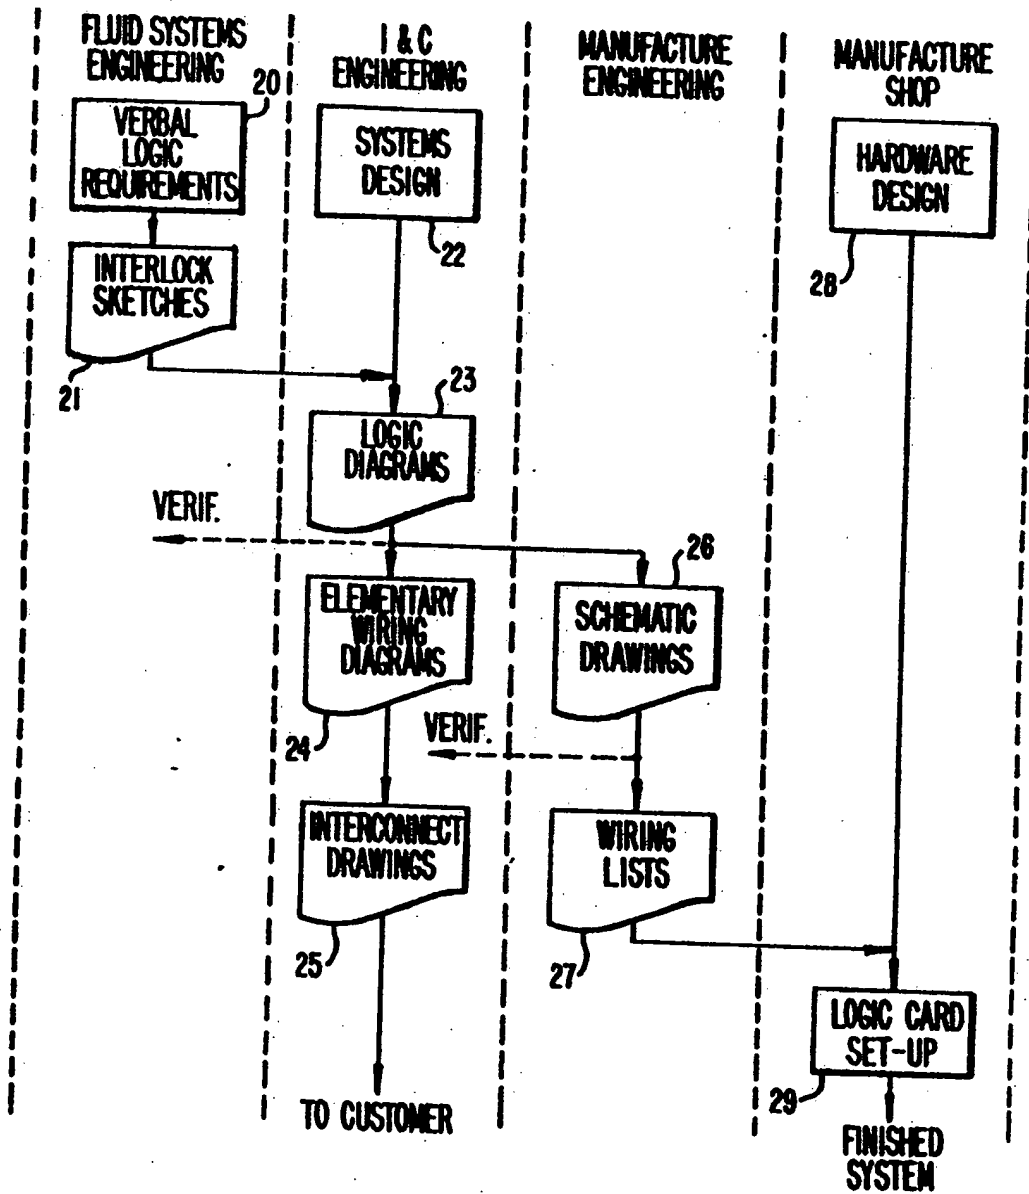 FLUID SYSTEMS
ENGINEERING
20
VERBAL
LOGIC
REQUIREMENTS
INTERLOCK
SKETCHES
21
I & C
ENGINEERING
SYSTEMS
DESIGN
22
23
LOGIC
DIAGRAMS
VERIF.
ELEMENTARY
WIRING
DIAGRAMS
24
INTERCONNECT
DRAWINGS
25
TO CUSTOMER
MANUFACTURE
ENGINEERING
26
SCHEMATIC
DRAWINGS
VERIF.
WIRING
LISTS
27
MANUFACTURE
SHOP
HARDWARE
DESIGN
28
LOGIC CARD
SET-UP
29
FINISHED
SYSTEM